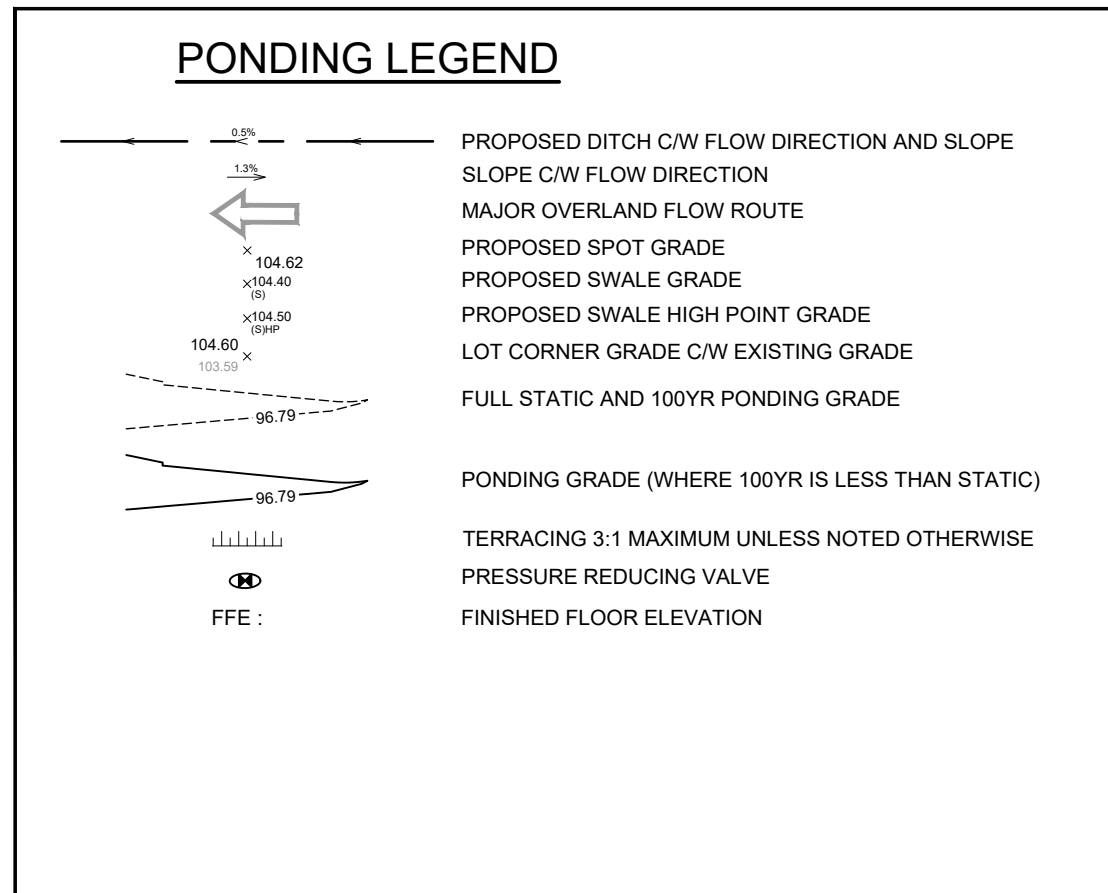 PONDING LEGEND
0.5%
PROPOSED DITCH C/W FLOW DIRECTION AND SLOPE
1.3%
SLOPE C/W FLOW DIRECTION
MAJOR OVERLAND FLOW ROUTE
104.62
PROPOSED SPOT GRADE
104.40
(S)
PROPOSED SWALE GRADE
104.50
(S)HP
PROPOSED SWALE HIGH POINT GRADE
104.60
103.59
LOT CORNER GRADE C/W EXISTING GRADE
96.79
FULL STATIC AND 100YR PONDING GRADE
96.79
PONDING GRADE (WHERE 100YR IS LESS THAN STATIC)
TERRACING 3:1 MAXIMUM UNLESS NOTED OTHERWISE
PRESSURE REDUCING VALVE
FFE : FINISHED FLOOR ELEVATION